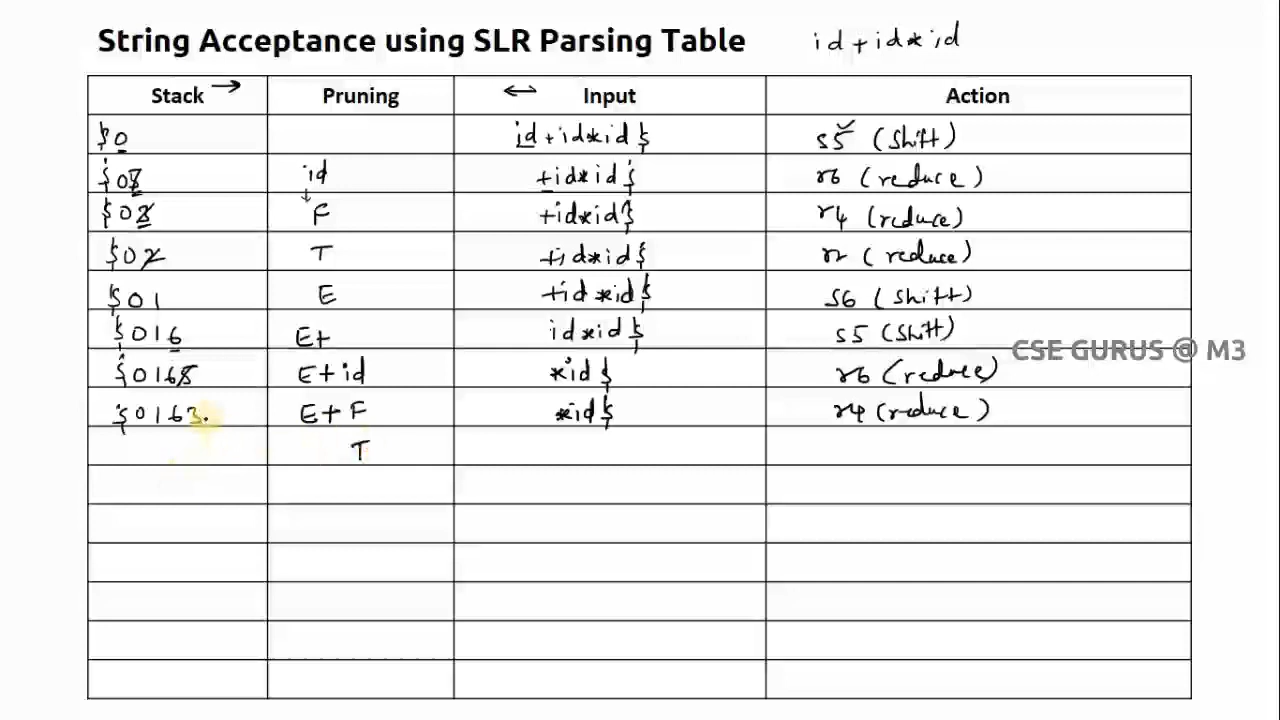 String Acceptance using SLR Parsing Table id+id*id
Stack → Pruning ↔ Input Action
$0 id+id*id$ s5 (shift)
$05 id +id*id$ r6 (reduce)
$03 F +id*id$ r4 (reduce)
$02 T +id*id$ r2 (reduce)
$01 E +id*id$ s6 (shift)
$016 E+ id*id$ s5 (shift)
CSE GURUS @ M3
$0165 E+id *id$ r6 (reduce)
$0163 E+F *id$ r4 (reduce)
T